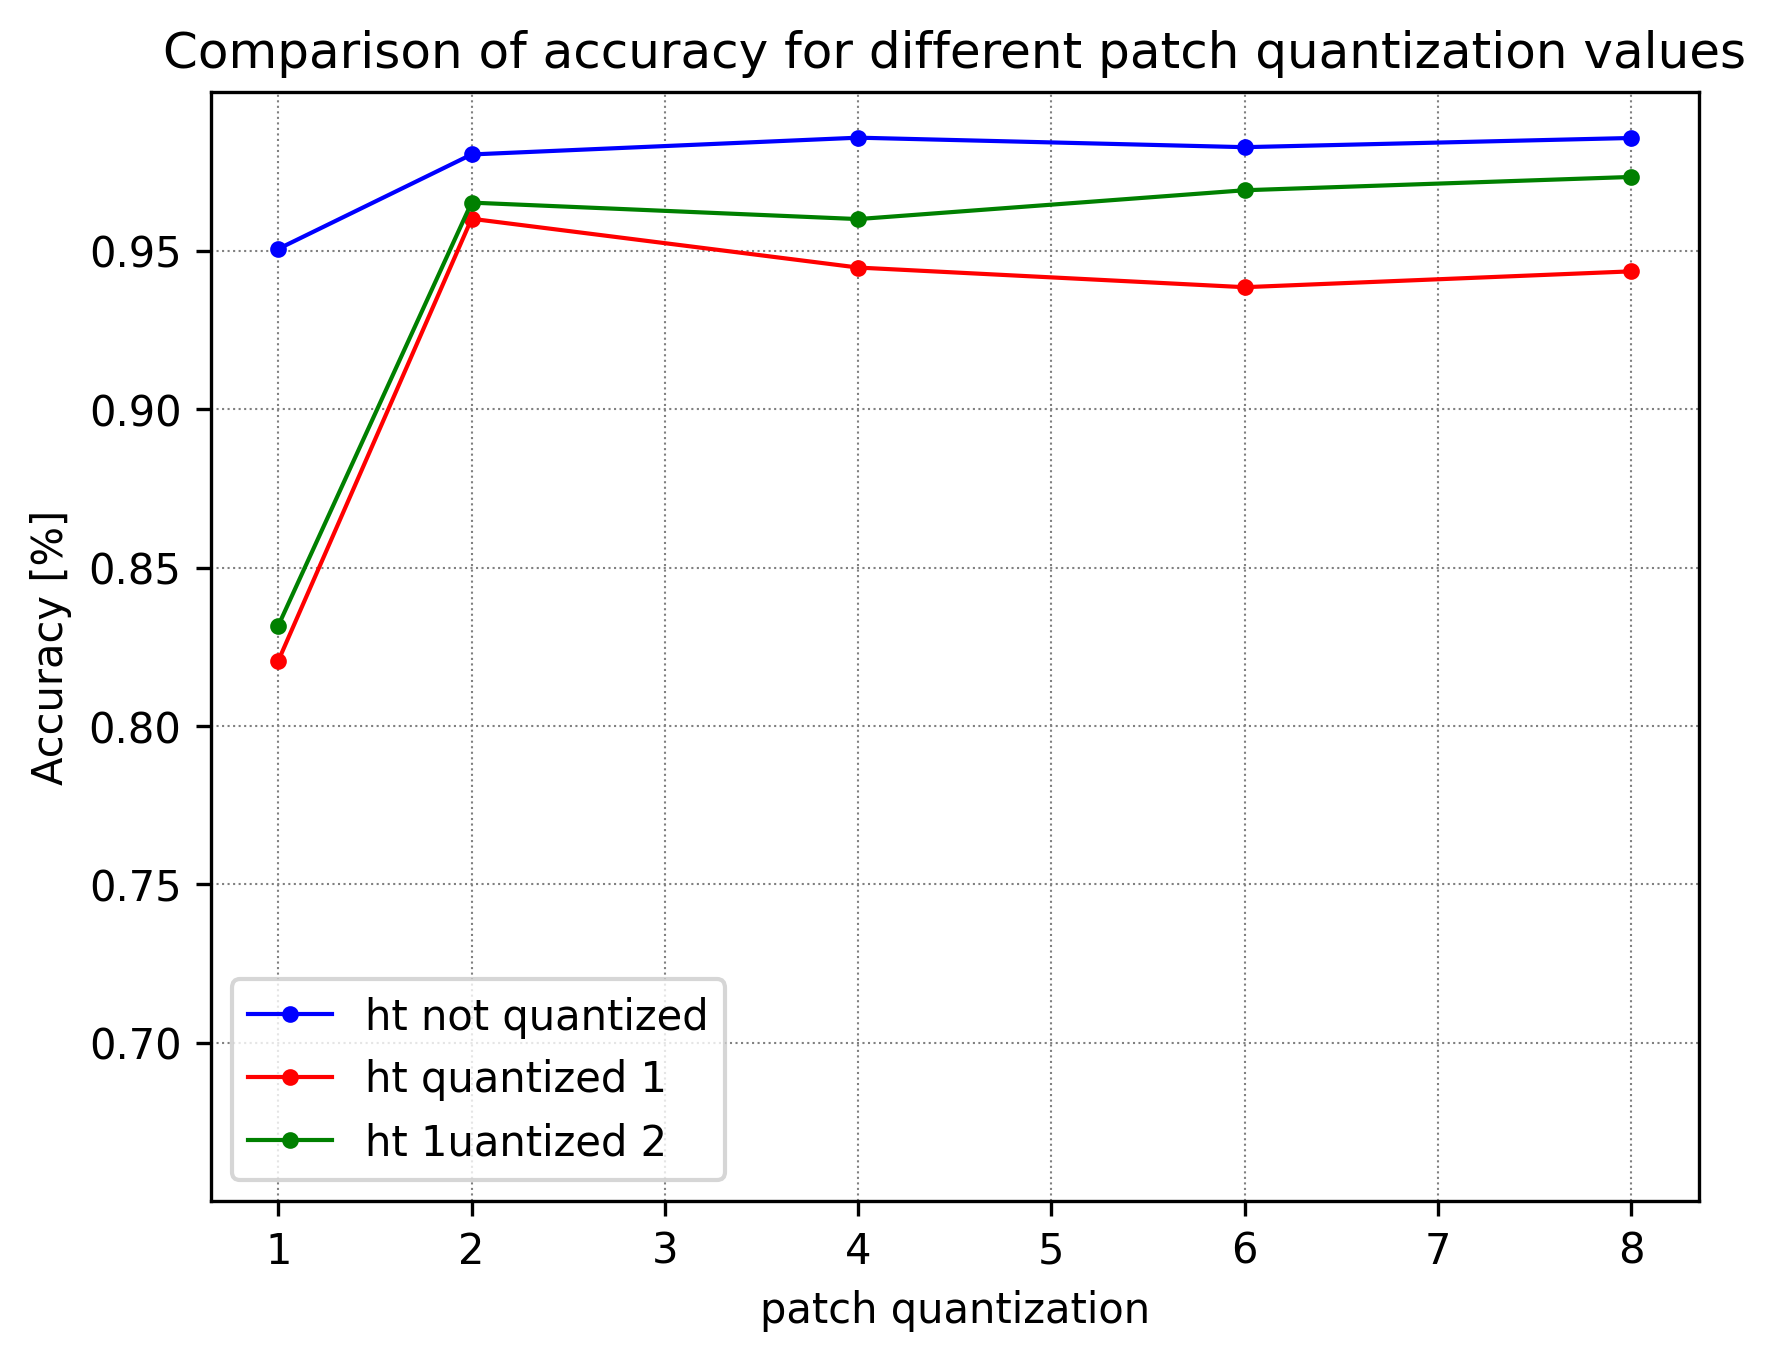 Comparison of accuracy for different patch quantization values
Accuracy [%]
0.95
0.90
0.85
0.80
0.75
0.70
ht not quantized
ht quantized 1
ht 1uantized 2
1 2 3 4 5 6 7 8
patch quantization